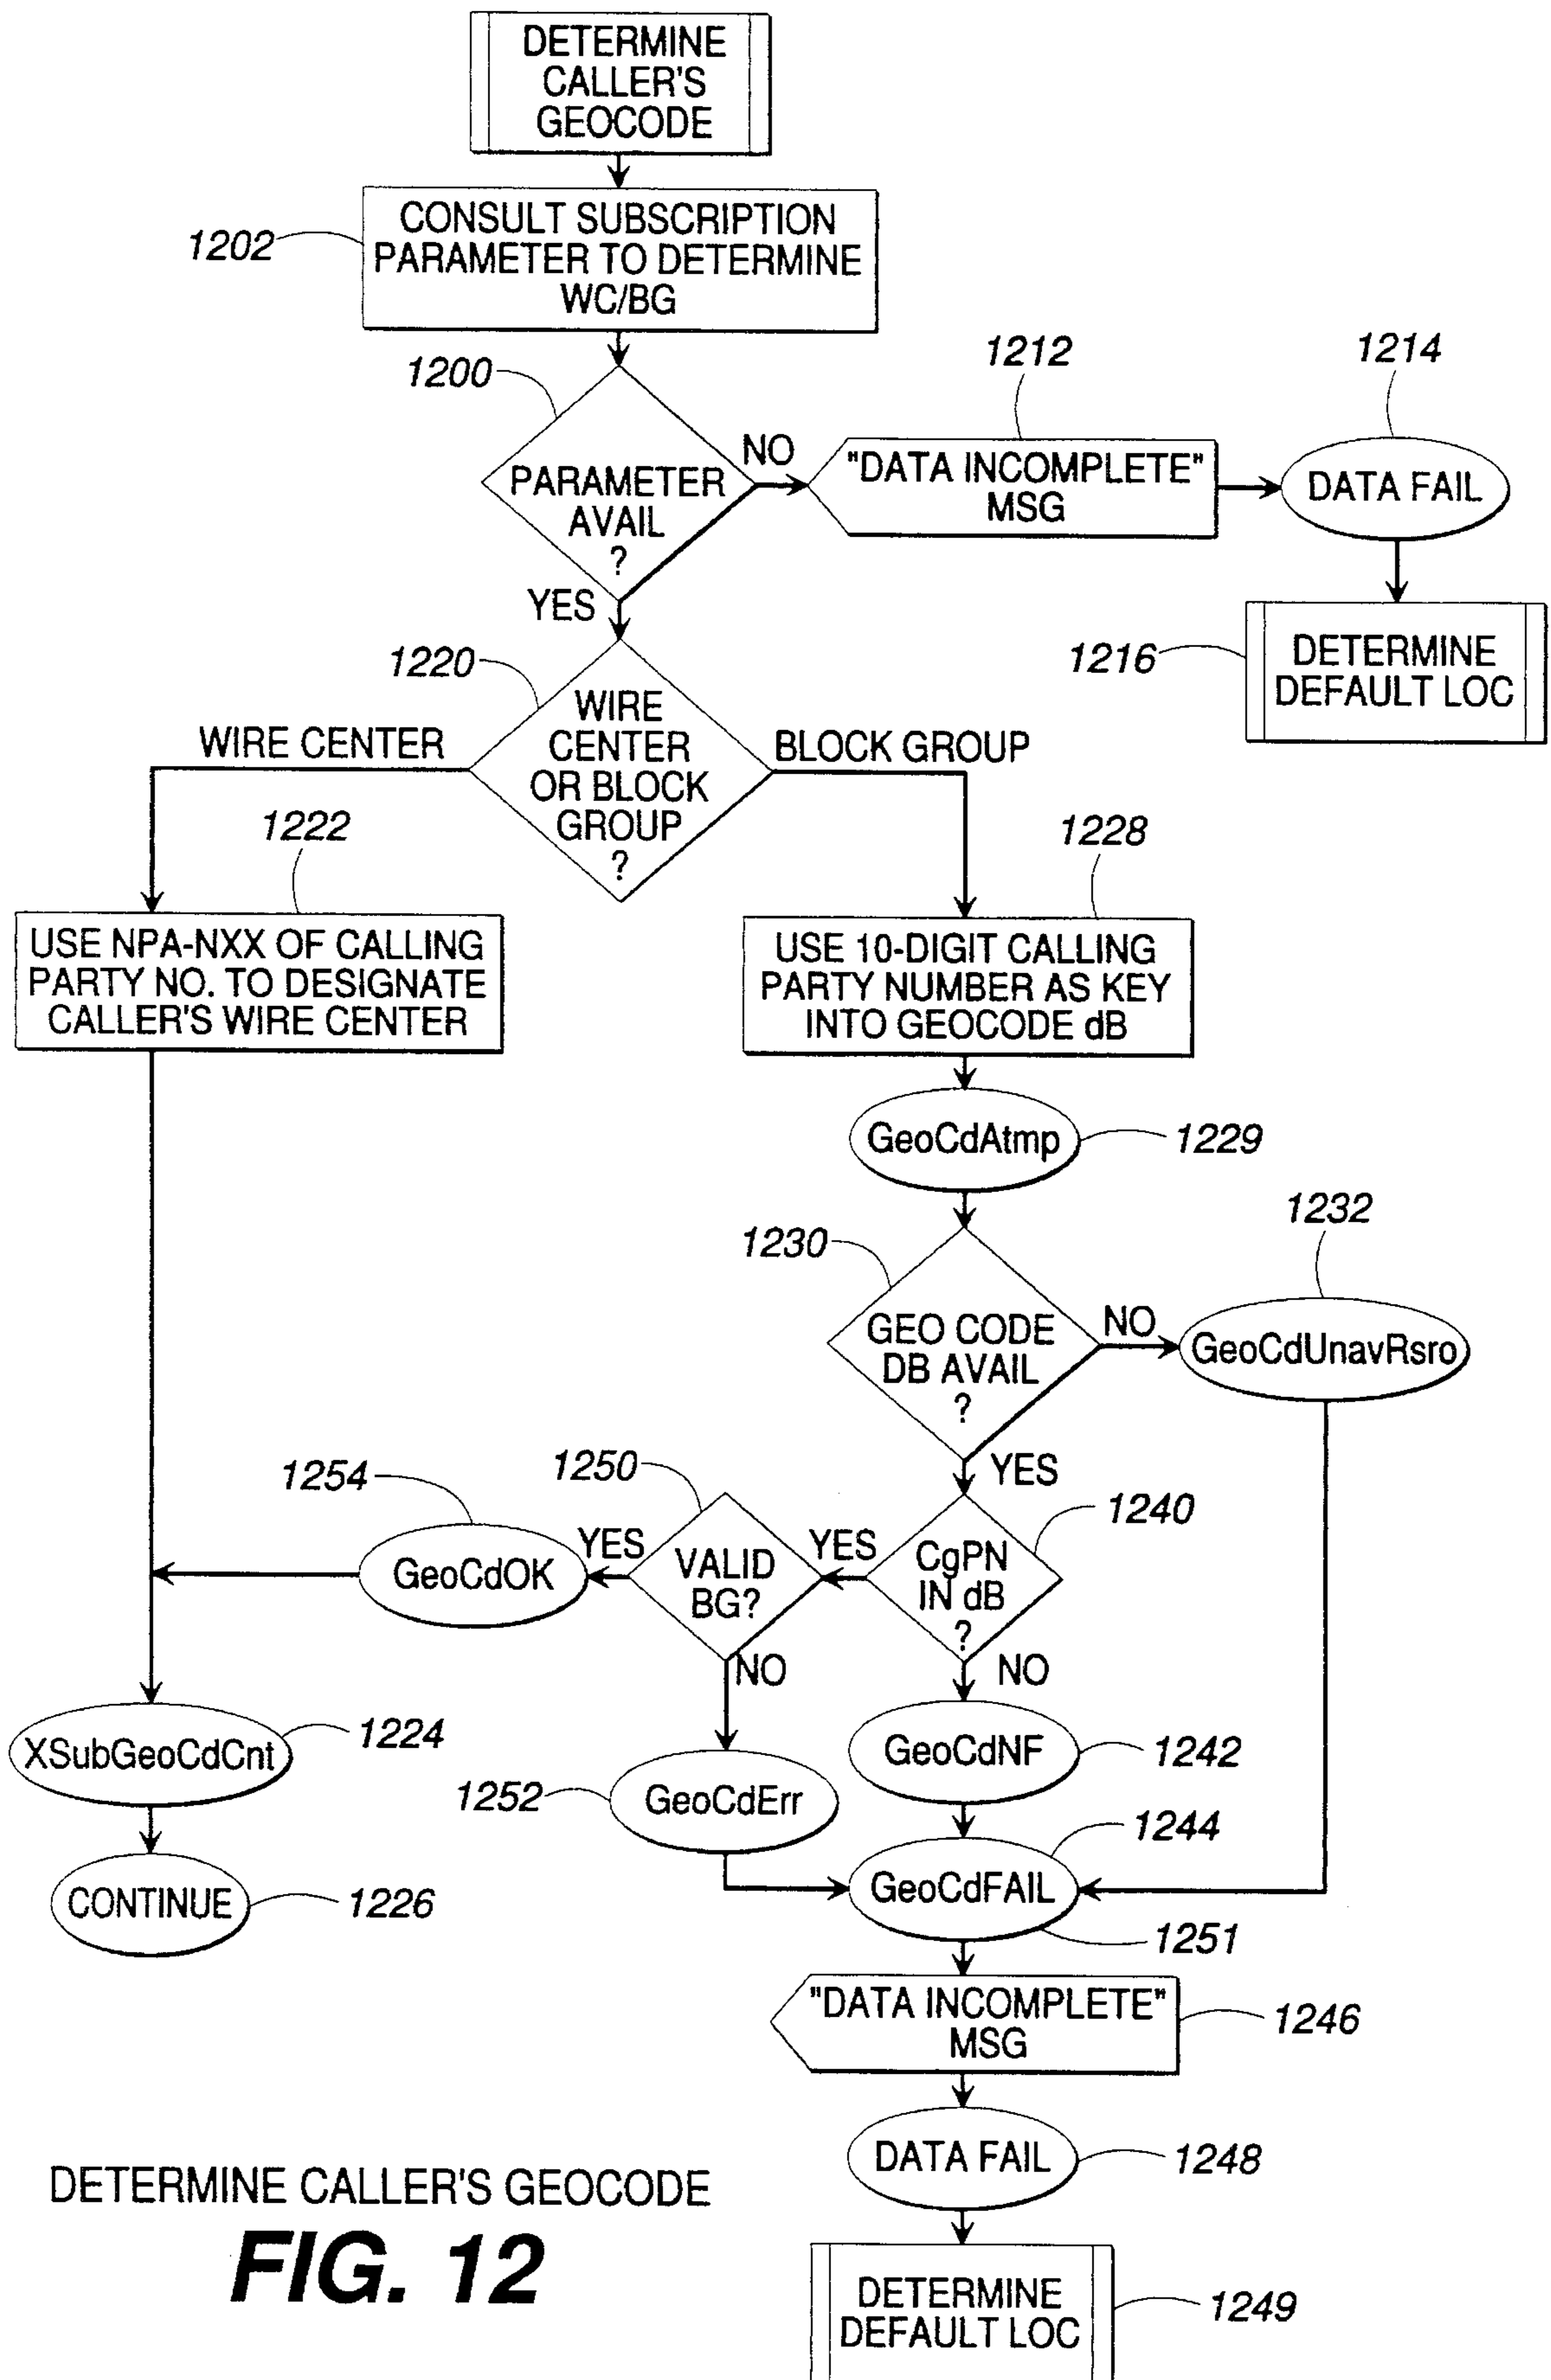 DETERMINE
CALLER'S
GEOCODE
1202
CONSULT SUBSCRIPTION
PARAMETER TO DETERMINE
WC/BG
1200
PARAMETER
AVAIL
?
NO
YES
1212
"DATA INCOMPLETE"
MSG
1214
DATA FAIL
1216
DETERMINE
DEFAULT LOC
1220
WIRE
CENTER
OR BLOCK
GROUP
?
WIRE CENTER
BLOCK GROUP
1222
USE NPA-NXX OF CALLING
PARTY NO. TO DESIGNATE
CALLER'S WIRE CENTER
1228
USE 10-DIGIT CALLING
PARTY NUMBER AS KEY
INTO GEOCODE dB
GeoCdAtmp
1229
1230
GEO CODE
DB AVAIL
?
NO
YES
1232
GeoCdUnavRsro
1240
CgPN
IN dB
?
YES
NO
1250
VALID
BG?
YES
NO
1254
GeoCdOK
XSubGeoCdCnt
1224
CONTINUE
1226
1252
GeoCdErr
GeoCdNF
1242
1244
GeoCdFAIL
1251
"DATA INCOMPLETE"
MSG
1246
DATA FAIL
1248
DETERMINE
DEFAULT LOC
1249
DETERMINE CALLER'S GEOCODE
FIG. 12